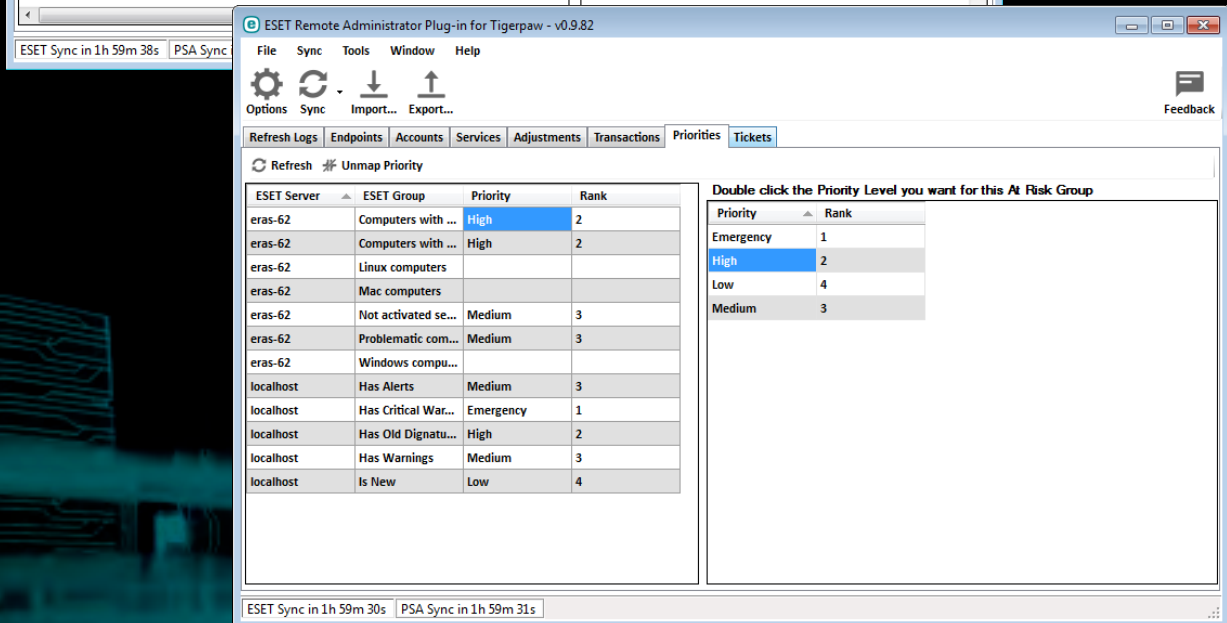 ESET Sync in 1h 59m 38s PSA Sync i
ESET Remote Administrator Plug-in for Tigerpaw - v0.9.82
File Sync Tools Window Help
Options Sync Import... Export... Feedback
Refresh Logs Endpoints Accounts Services Adjustments Transactions Priorities Tickets
Refresh Unmap Priority
ESET Server ESET Group Priority Rank
eras-62 Computers with ... High 2
eras-62 Computers with ... High 2
eras-62 Linux computers
eras-62 Mac computers
eras-62 Not activated se... Medium 3
eras-62 Problematic com... Medium 3
eras-62 Windows compu...
localhost Has Alerts Medium 3
localhost Has Critical War... Emergency 1
localhost Has Old Dignatu... High 2
localhost Has Warnings Medium 3
localhost Is New Low 4
Double click the Priority Level you want for this At Risk Group
Priority Rank
Emergency 1
High 2
Low 4
Medium 3
ESET Sync in 1h 59m 30s PSA Sync in 1h 59m 31s